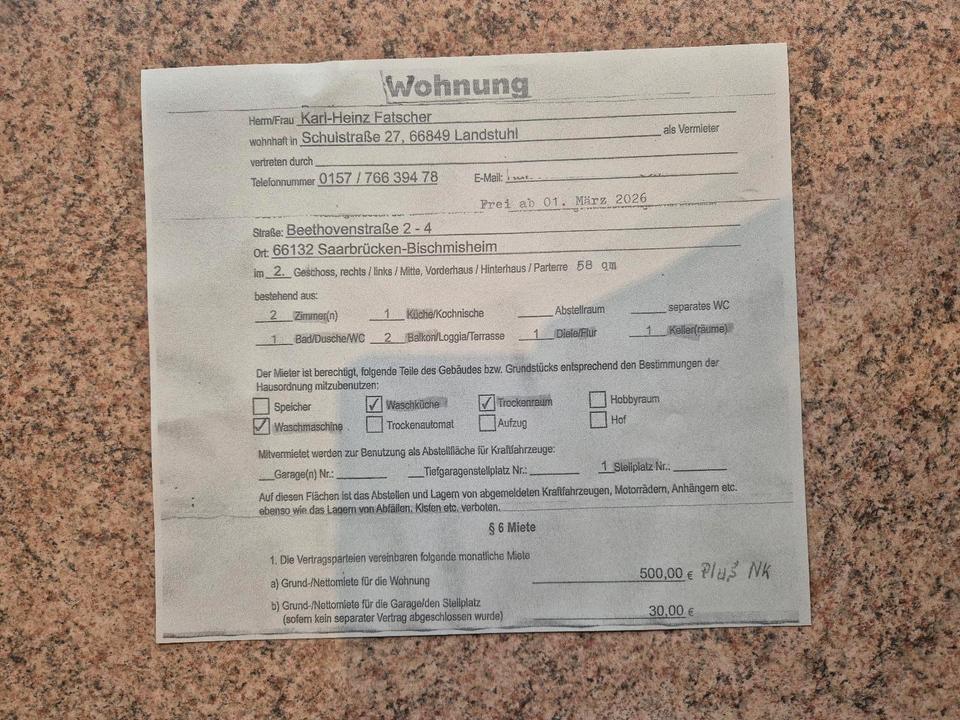 Wohnung
Herrn/Frau Karl-Heinz Fatscher
wohnhaft in Schulstraße 27, 66849 Landstuhl als Vermieter
vertreten durch
Telefonnummer 0157 / 766 394 78 E-Mail:
Frei ab 01. März 2026
Straße: Beethovenstraße 2 - 4
Ort: 66132 Saarbrücken-Bischmisheim
im 2. Geschoss, rechts / links / Mitte, Vorderhaus / Hinterhaus / Parterre 58 qm
bestehend aus:
2 Zimmer(n) 1 Küche/Kochnische Abstellraum separates WC
1 Bad/Dusche/WC 2 Balkon/Loggia/Terrasse 1 Diele/Flur 1 Keller(räume)
Der Mieter ist berechtigt, folgende Teile des Gebäudes bzw. Grundstücks entsprechend den Bestimmungen der
Hausordnung mitzubenutzen:
Speicher Waschküche Trockenraum Hobbyraum
Waschmaschine Trockenautomat Aufzug Hof
Mitvermietet werden zur Benutzung als Abstellfläche für Kraftfahrzeuge:
Garage(n) Nr.: Tiefgaragenstellplatz Nr.: 1 Stellplatz Nr.:
Auf diesen Flächen ist das Abstellen und Lagern von abgemeldeten Kraftfahrzeugen, Motorrädern, Anhängern etc.
ebenso wie das Lagern von Abfällen, Kisten etc. verboten.
§ 6 Miete
1. Die Vertragsparteien vereinbaren folgende monatliche Miete
a) Grund-/Nettomiete für die Wohnung 500,00 € Plus NK
b) Grund-/Nettomiete für die Garage/den Stellplatz 30,00 €
(sofern kein separater Vertrag abgeschlossen wurde)